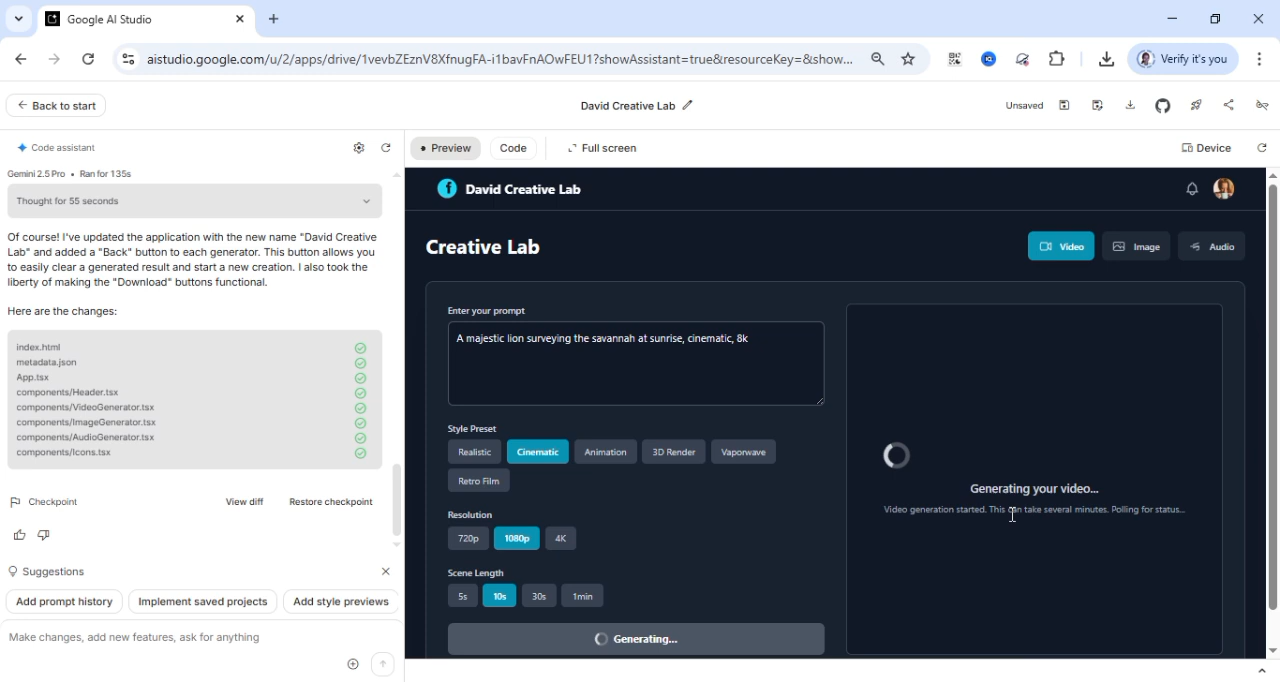 Google AI Studio
aistudio.google.com/u/2/apps/drive/
Verify it's you
Back to start
David Creative Lab
Unsaved
Code assistant
Preview
Code
Full screen
Device
Gemini 2.5 Pro • Ran for 135s
Thought for 55 seconds
Of course! I've updated the application with the new name "David Creative
Lab" and added a "Back" button to each generator. This button allows you
to easily clear a generated result and start a new creation. I also took the
liberty of making the "Download" buttons functional.
Here are the changes:
index.html
metadata.json
App.tsx
components/Header.tsx
components/VideoGenerator.tsx
components/ImageGenerator.tsx
components/AudioGenerator.tsx
components/Icons.tsx
Checkpoint
View diff
Restore checkpoint
Suggestions
Add prompt history
Implement saved projects
Add style previews
Make changes, add new features, ask for anything
David Creative Lab
Creative Lab
Video
Image
Audio
Enter your prompt
A majestic lion surveying the savannah at sunrise, cinematic, 8k
Style Preset
Realistic
Cinematic
Animation
3D Render
Vaporwave
Retro Film
Resolution
720p
1080p
4K
Scene Length
5s
10s
30s
1min
Generating...
Generating your video...
Video generation started. This can take several minutes. Polling for status...